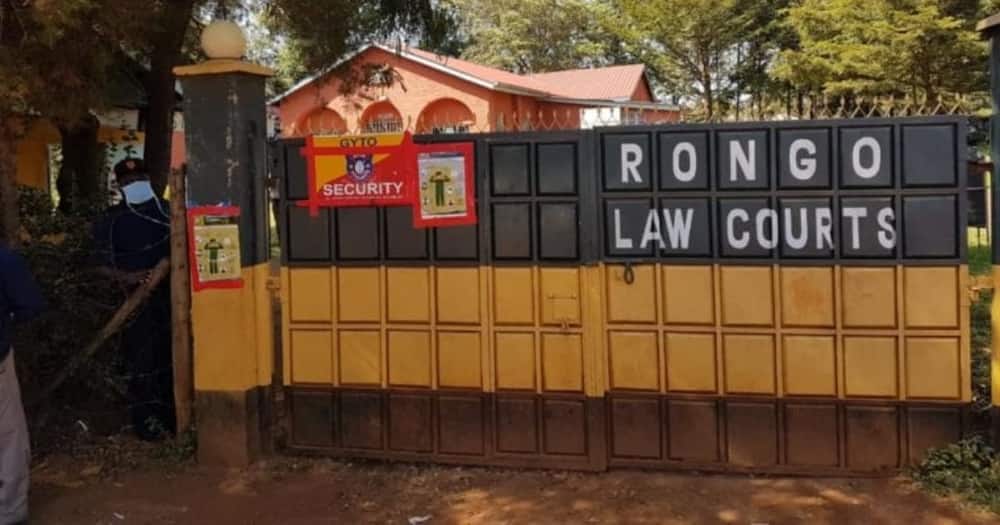 GYTO
SECURITY
RONGO
LAW COURTS